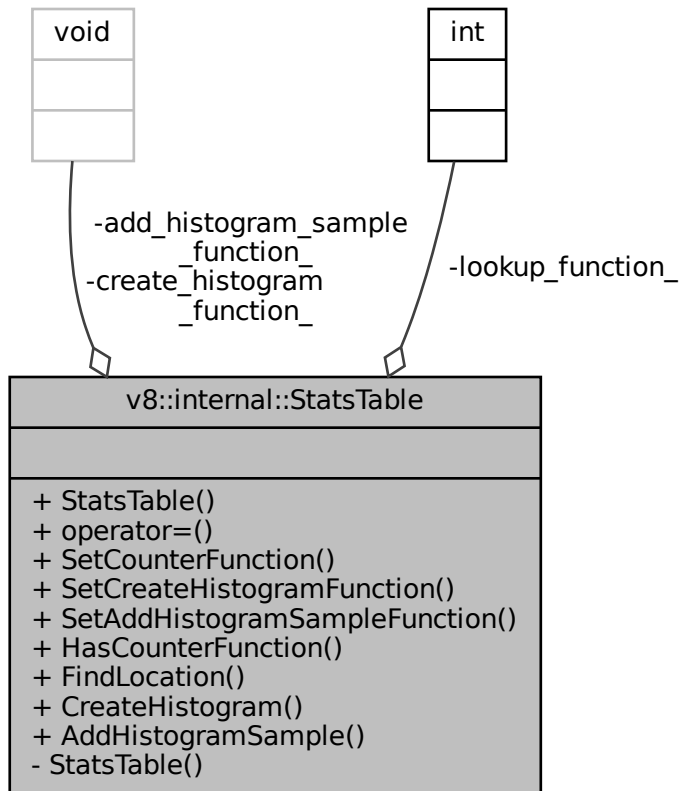 void
int
-add_histogram_sample
_function_
-create_histogram
_function_
-lookup_function_
v8::internal::StatsTable
+ StatsTable()
+ operator=()
+ SetCounterFunction()
+ SetCreateHistogramFunction()
+ SetAddHistogramSampleFunction()
+ HasCounterFunction()
+ FindLocation()
+ CreateHistogram()
+ AddHistogramSample()
- StatsTable()